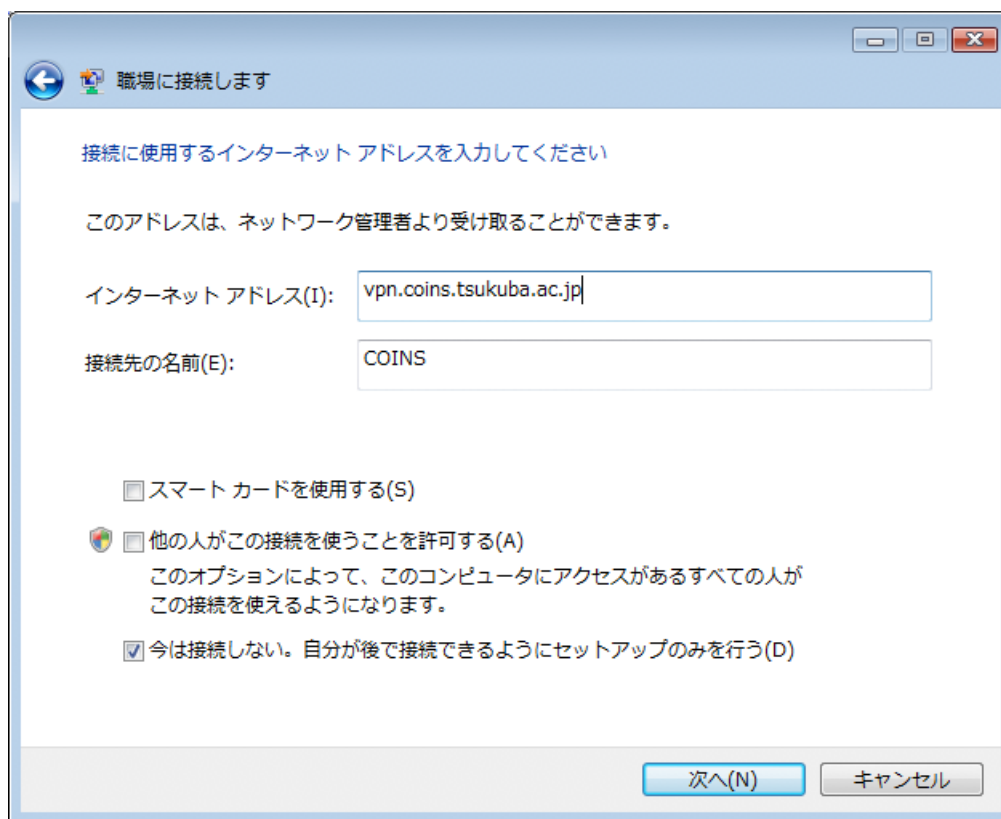 職場に接続します
接続に使用するインターネット アドレスを入力してください
このアドレスは、ネットワーク管理者より受け取ることができます。
インターネット アドレス(I): vpn.coins.tsukuba.ac.jp
接続先の名前(E): COINS
スマート カードを使用する(S)
他の人がこの接続を使うことを許可する(A)
このオプションによって、このコンピュータにアクセスがあるすべての人が
この接続を使えるようになります。
今は接続しない。自分が後で接続できるようにセットアップのみを行う(D)
次へ(N) キャンセル